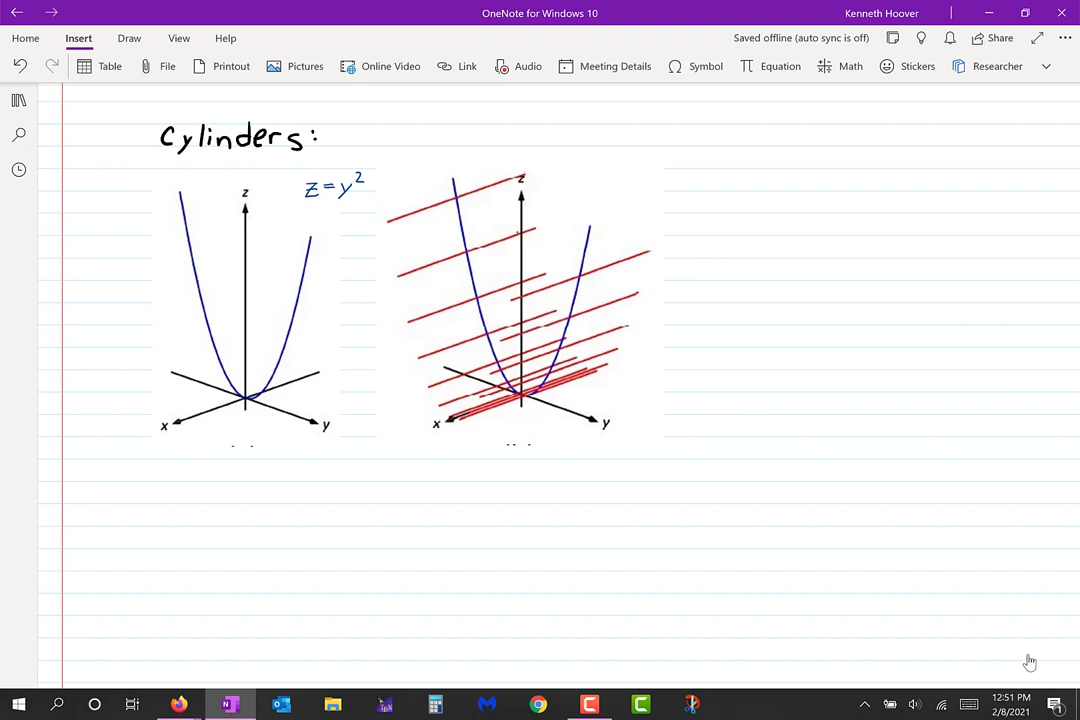 OneNote for Windows 10
Kenneth Hoover
Home Insert Draw View Help
Saved offline (auto sync is off) Share
Table File Printout Pictures Online Video Link Audio Meeting Details Symbol Equation Math Stickers Researcher
Cylinders:
z = y²
z
x
y
z
x
y
12:51 PM
2/8/2021
1